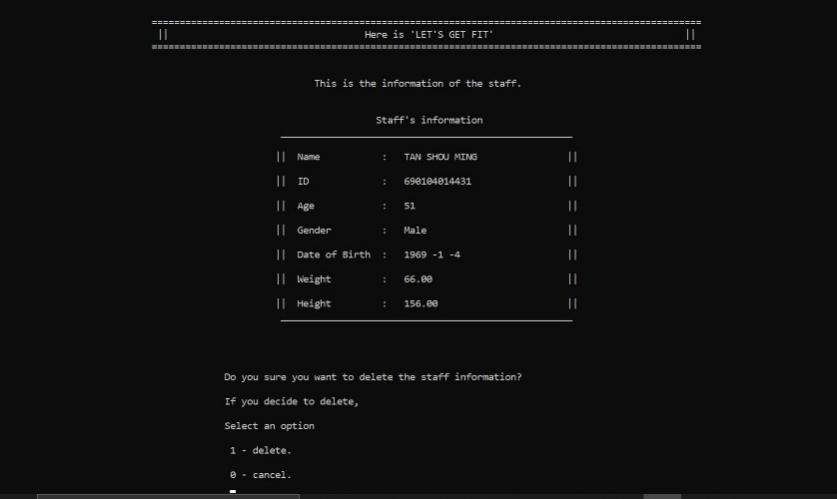 ================================================================================
|| Here is 'LET'S GET FIT' ||
================================================================================
This is the information of the staff.
Staff's information
|| Name : TAN SHOU MING ||
|| ID : 690104014431 ||
|| Age : 51 ||
|| Gender : Male ||
|| Date of Birth : 1969 -1 -4 ||
|| Weight : 66.00 ||
|| Height : 156.00 ||
Do you sure you want to delete the staff information?
If you decide to delete,
Select an option
1 - delete.
0 - cancel.